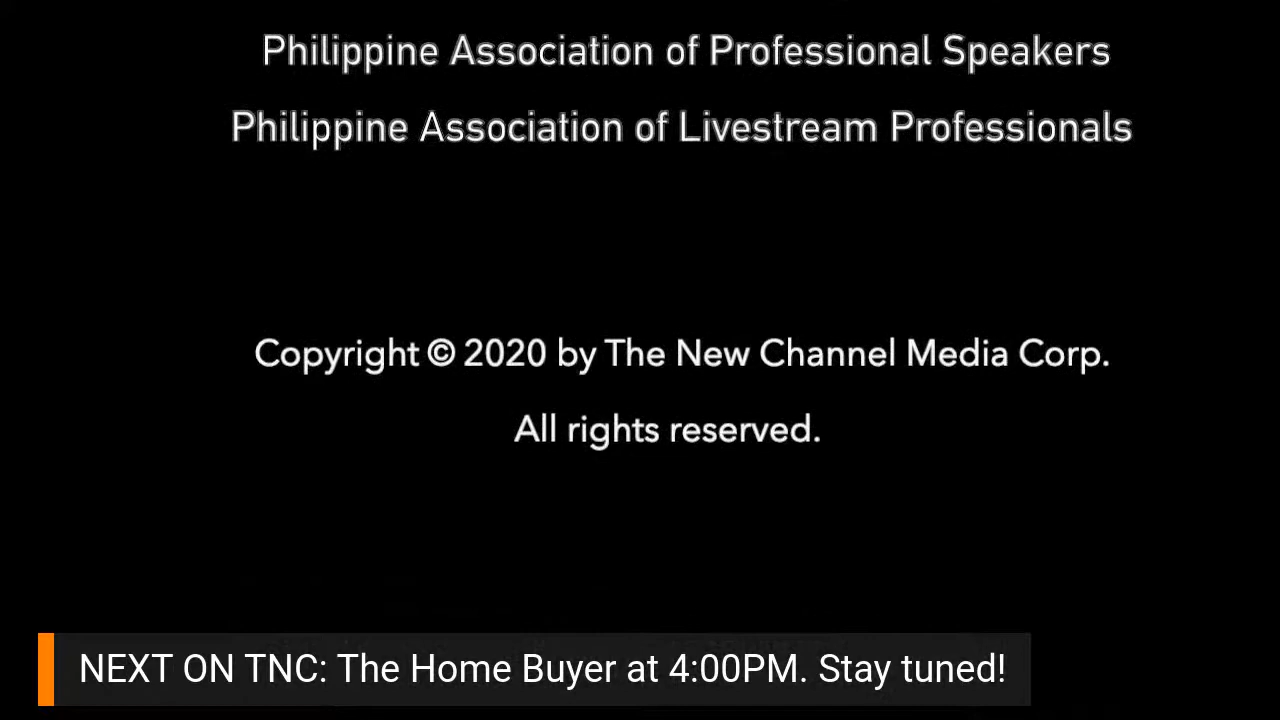 Philippine Association of Professional Speakers
Philippine Association of Livestream Professionals
Copyright © 2020 by The New Channel Media Corp.
All rights reserved.
NEXT ON TNC: The Home Buyer at 4:00PM. Stay tuned!